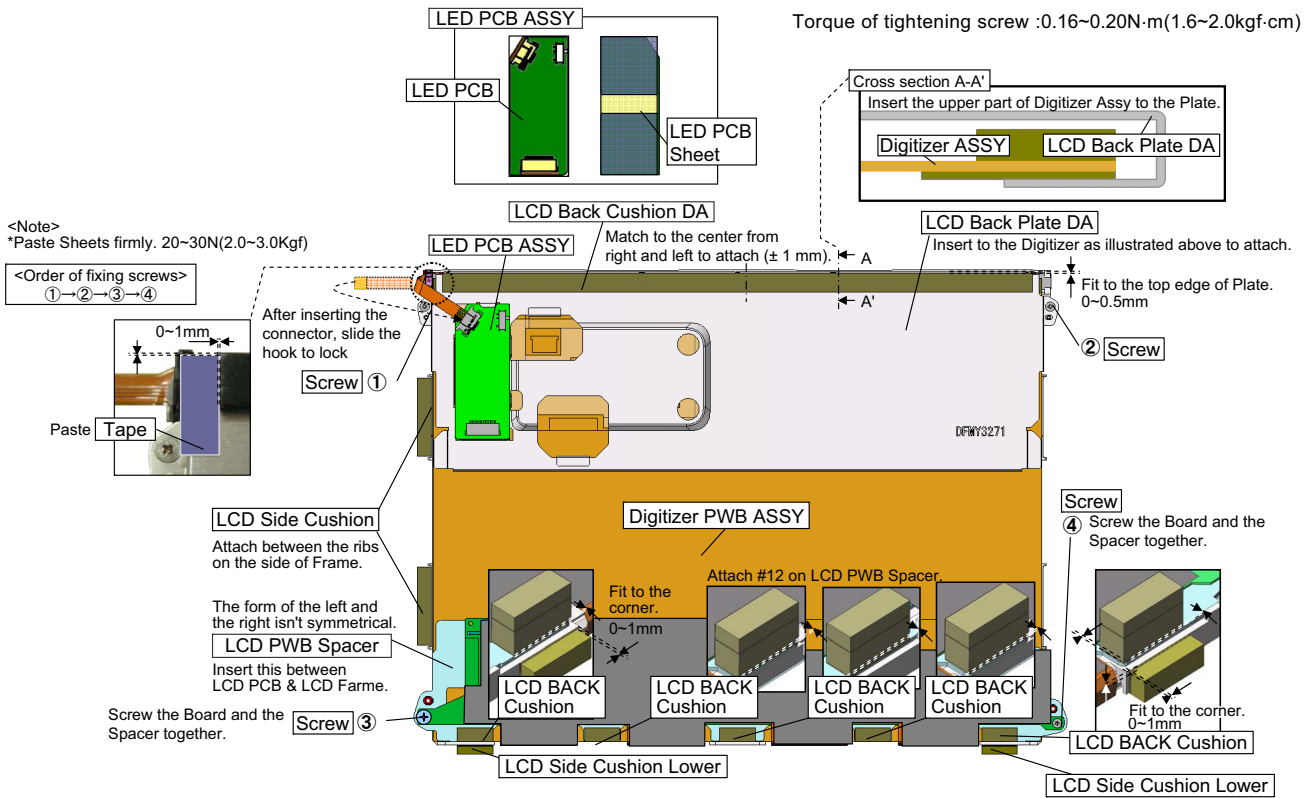 LED PCB ASSY
Torque of tightening screw :0.16~0.20N·m(1.6~2.0kgf·cm)
LED PCB
LED PCB
Sheet
Cross section A-A'
Insert the upper part of Digitizer Assy to the Plate.
Digitizer ASSY
LCD Back Plate DA
<Note>
*Paste Sheets firmly. 20~30N(2.0~3.0Kgf)
<Order of fixing screws>
①→②→③→④
LCD Back Cushion DA
Match to the center from
right and left to attach (± 1 mm).
LED PCB ASSY
LCD Back Plate DA
Insert to the Digitizer as illustrated above to attach.
A
A'
Fit to the top edge of Plate.
0~0.5mm
After inserting the
connector, slide the
hook to lock
Screw ①
② Screw
0~1mm
Paste Tape
DFMY3271
LCD Side Cushion
Attach between the ribs
on the side of Frame.
Digitizer PWB ASSY
Screw
④ Screw the Board and the
Spacer together.
Attach #12 on LCD PWB Spacer.
Fit to the
corner.
0~1mm
The form of the left and
the right isn't symmetrical.
LCD PWB Spacer
Insert this between
LCD PCB & LCD Farme.
Screw the Board and the
Spacer together.
Screw ③
LCD BACK
Cushion
LCD BACK
Cushion
LCD BACK
Cushion
LCD BACK
Cushion
Fit to the corner.
0~1mm
LCD BACK Cushion
LCD Side Cushion Lower
LCD Side Cushion Lower